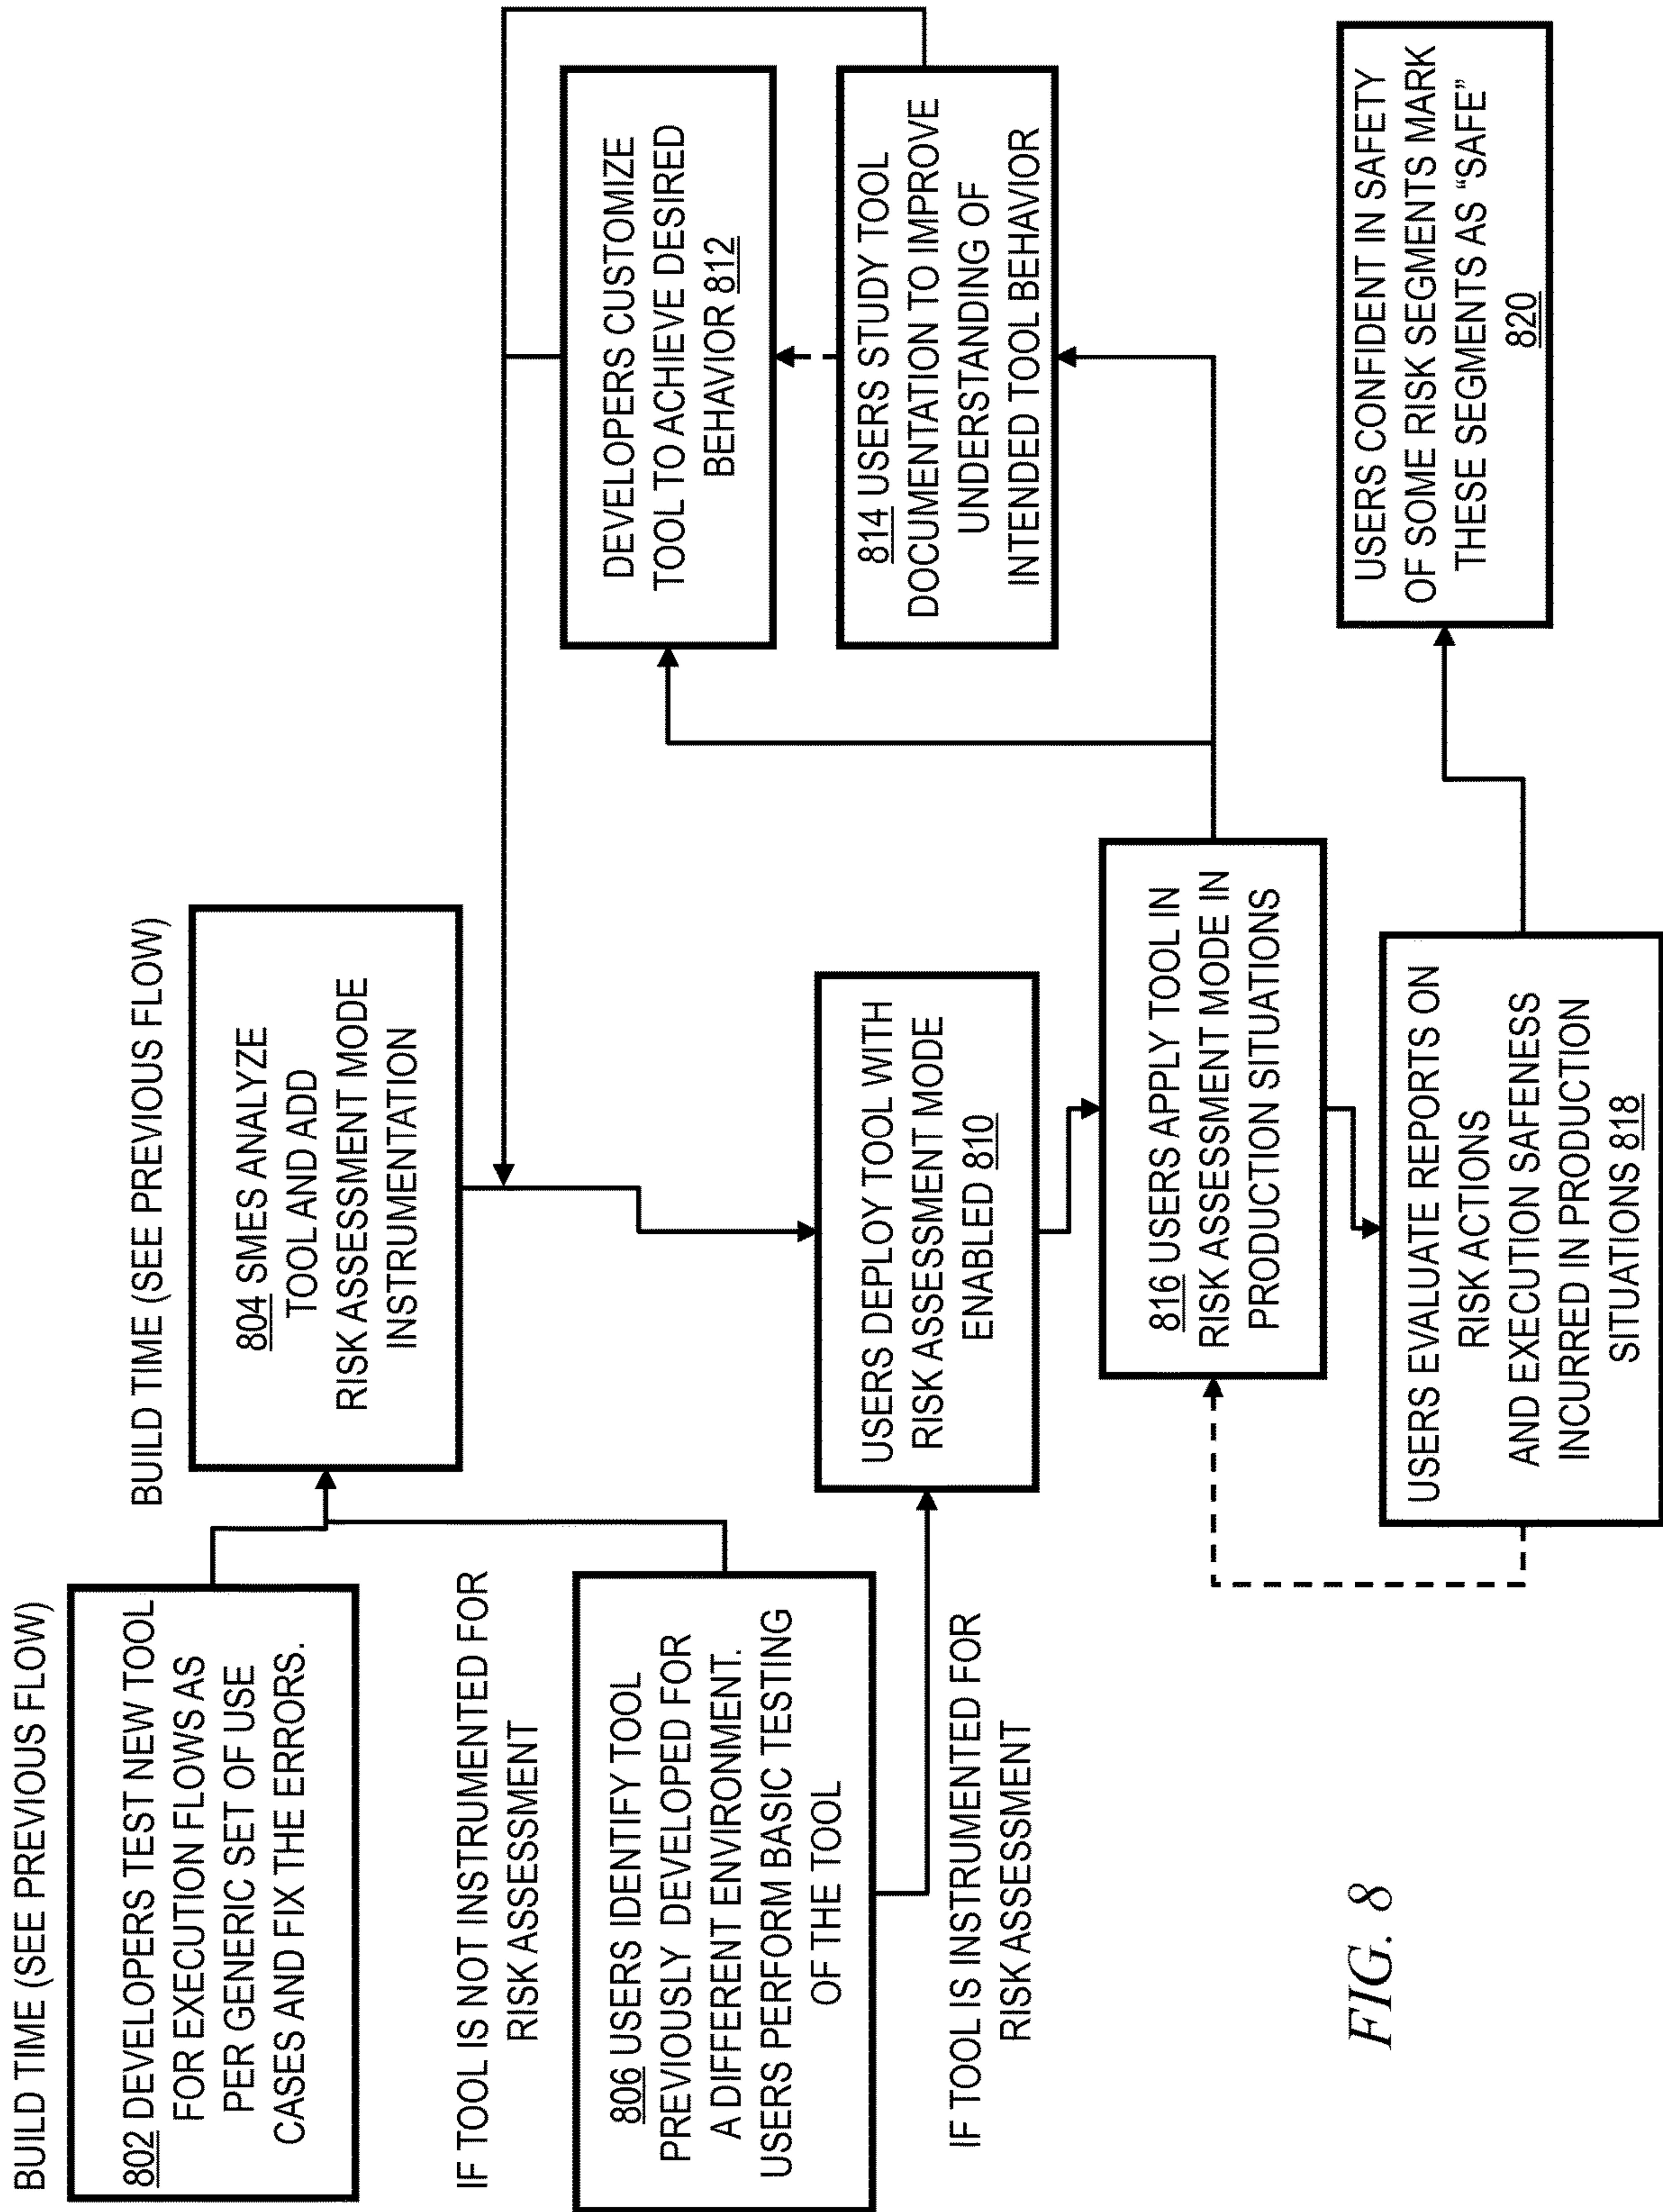 BUILD TIME (SEE PREVIOUS FLOW)
802 DEVELOPERS TEST NEW TOOL
FOR EXECUTION FLOWS AS
PER GENERIC SET OF USE
CASES AND FIX THE ERRORS.
BUILD TIME (SEE PREVIOUS FLOW)
804 SMES ANALYZE
TOOL AND ADD
RISK ASSESSMENT MODE
INSTRUMENTATION
IF TOOL IS NOT INSTRUMENTED FOR
RISK ASSESSMENT
806 USERS IDENTIFY TOOL
PREVIOUSLY DEVELOPED FOR
A DIFFERENT ENVIRONMENT.
USERS PERFORM BASIC TESTING
OF THE TOOL
IF TOOL IS INSTRUMENTED FOR
RISK ASSESSMENT
USERS DEPLOY TOOL WITH
RISK ASSESSMENT MODE
ENABLED 810
DEVELOPERS CUSTOMIZE
TOOL TO ACHIEVE DESIRED
BEHAVIOR 812
814 USERS STUDY TOOL
DOCUMENTATION TO IMPROVE
UNDERSTANDING OF
INTENDED TOOL BEHAVIOR
816 USERS APPLY TOOL IN
RISK ASSESSMENT MODE IN
PRODUCTION SITUATIONS
USERS EVALUATE REPORTS ON
RISK ACTIONS
AND EXECUTION SAFENESS
INCURRED IN PRODUCTION
SITUATIONS 818
USERS CONFIDENT IN SAFETY
OF SOME RISK SEGMENTS MARK
THESE SEGMENTS AS “SAFE”
820
FIG. 8